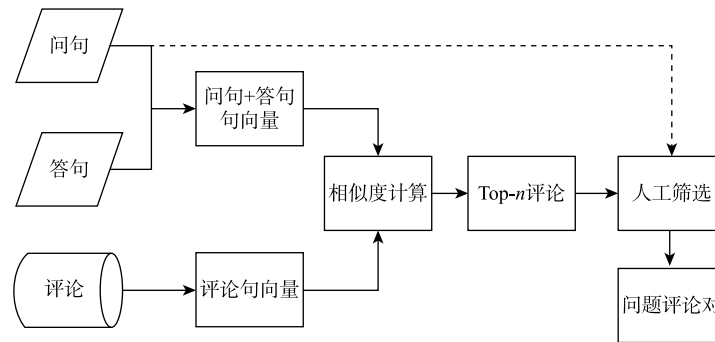 问句
答句
评论
问句+答句
句向量
评论句向量
相似度计算
Top-n评论
人工筛选
问题评论对